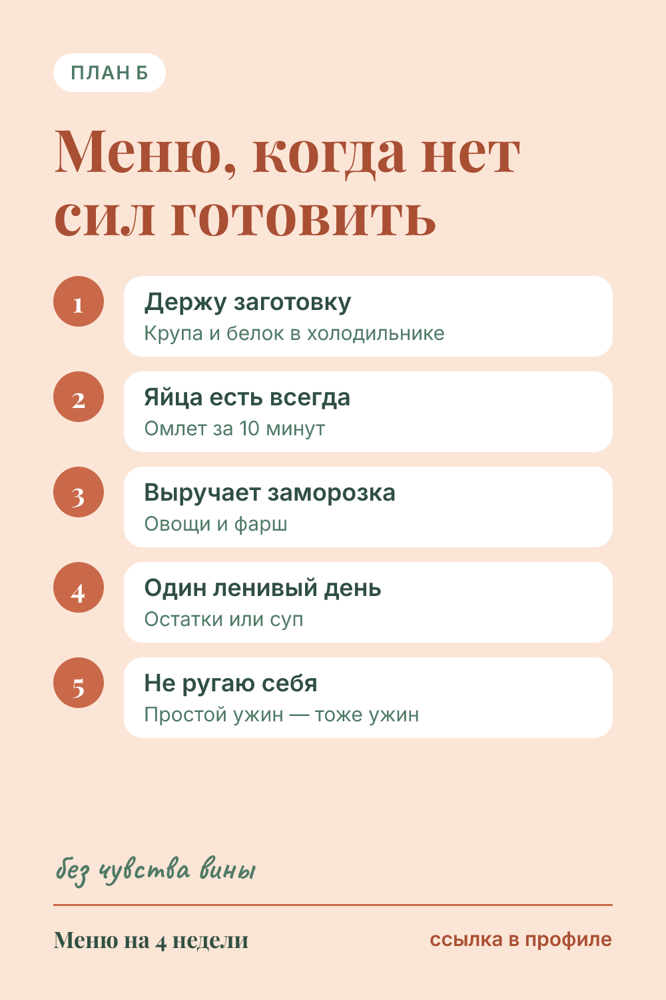 ПЛАН Б
Меню, когда нет
сил готовить
1
Держу заготовку
Крупа и белок в холодильнике
2
Яйца есть всегда
Омлет за 10 минут
3
Выручает заморозка
Овощи и фарш
4
Один ленивый день
Остатки или суп
5
Не ругаю себя
Простой ужин — тоже ужин
без чувства вины
Меню на 4 недели
ссылка в профиле